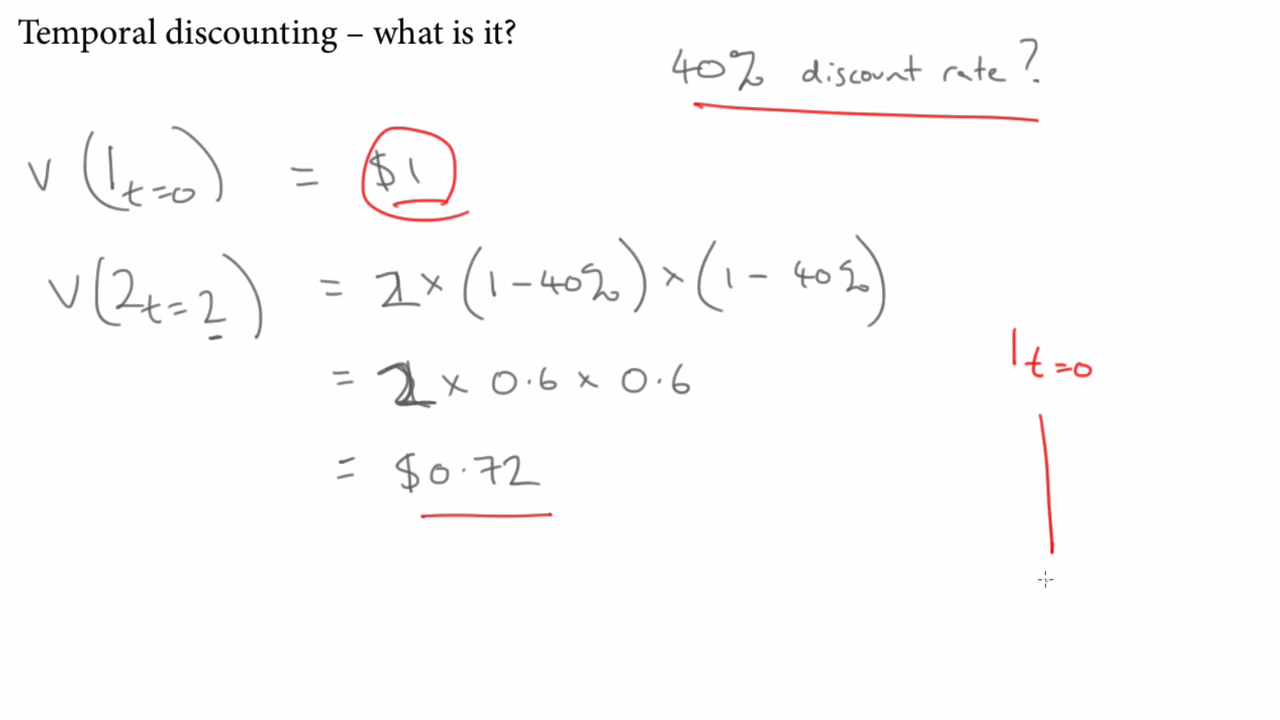 Temporal discounting – what is it?
40% discount rate?
V (1t=0) = $1
V (2t=2) = 2 × (1 – 40%) × (1 – 40%)
= 2 × 0.6 × 0.6
= $0.72
1t=0